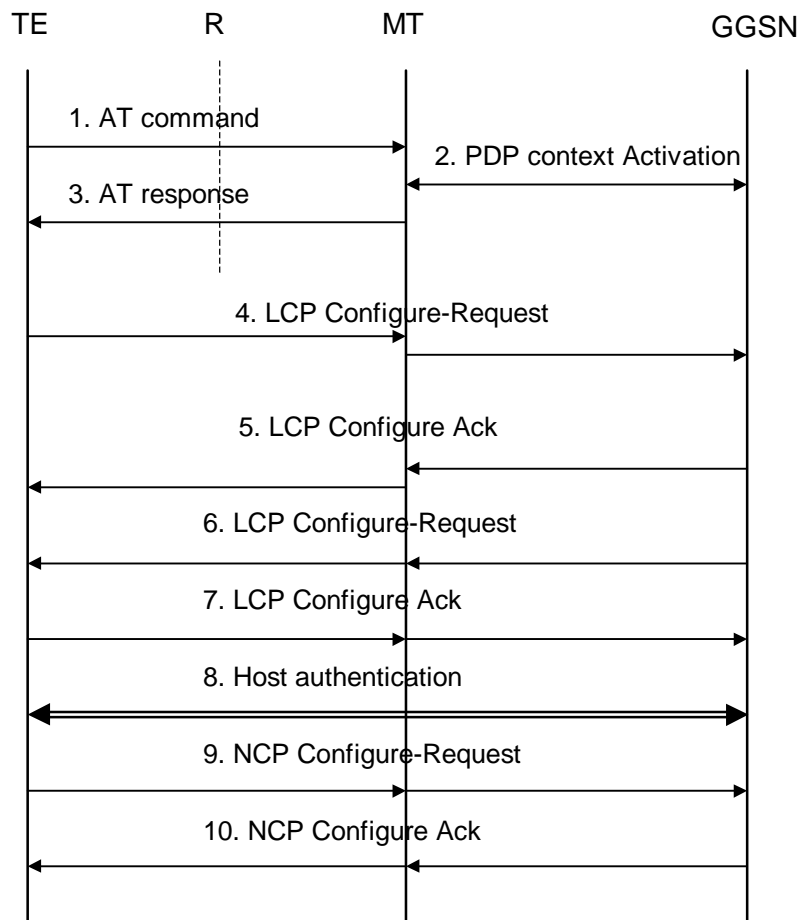 TE R MT GGSN
1. AT command
2. PDP context Activation
3. AT response
4. LCP Configure-Request
5. LCP Configure Ack
6. LCP Configure-Request
7. LCP Configure Ack
8. Host authentication
9. NCP Configure-Request
10. NCP Configure Ack